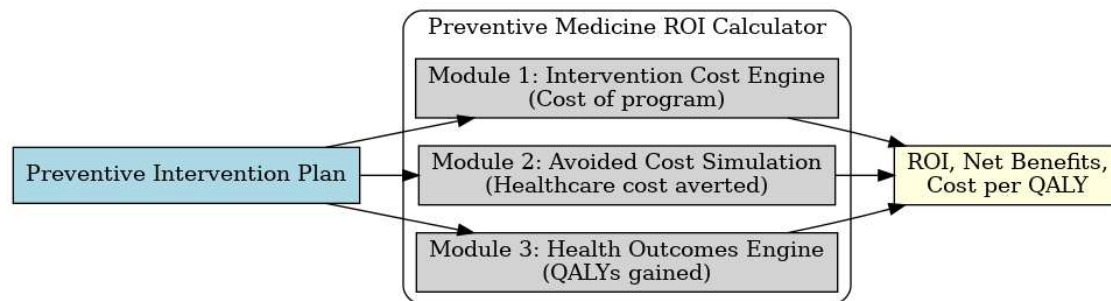 Preventive Medicine ROI Calculator
Module 1: Intervention Cost Engine
(Cost of program)
Preventive Intervention Plan
Module 2: Avoided Cost Simulation
(Healthcare cost averted)
Module 3: Health Outcomes Engine
(QALYs gained)
ROI, Net Benefits,
Cost per QALY